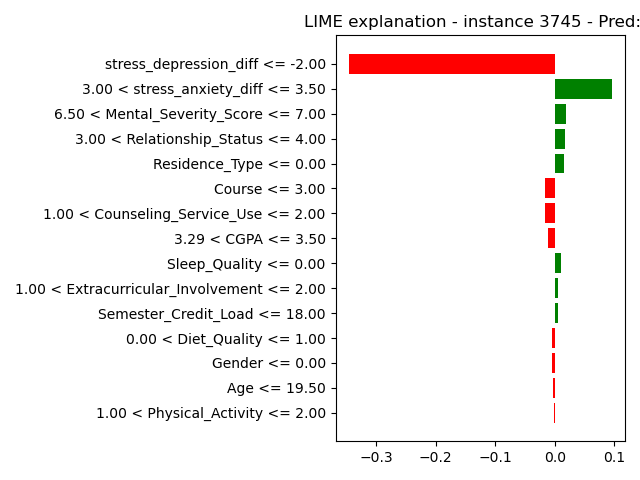 LIME explanation - instance 3745 - Pred:
stress_depression_diff <= -2.00
3.00 < stress_anxiety_diff <= 3.50
6.50 < Mental_Severity_Score <= 7.00
3.00 < Relationship_Status <= 4.00
Residence_Type <= 0.00
Course <= 3.00
1.00 < Counseling_Service_Use <= 2.00
3.29 < CGPA <= 3.50
Sleep_Quality <= 0.00
1.00 < Extracurricular_Involvement <= 2.00
Semester_Credit_Load <= 18.00
0.00 < Diet_Quality <= 1.00
Gender <= 0.00
Age <= 19.50
1.00 < Physical_Activity <= 2.00
−0.3 −0.2 −0.1 0.0 0.1